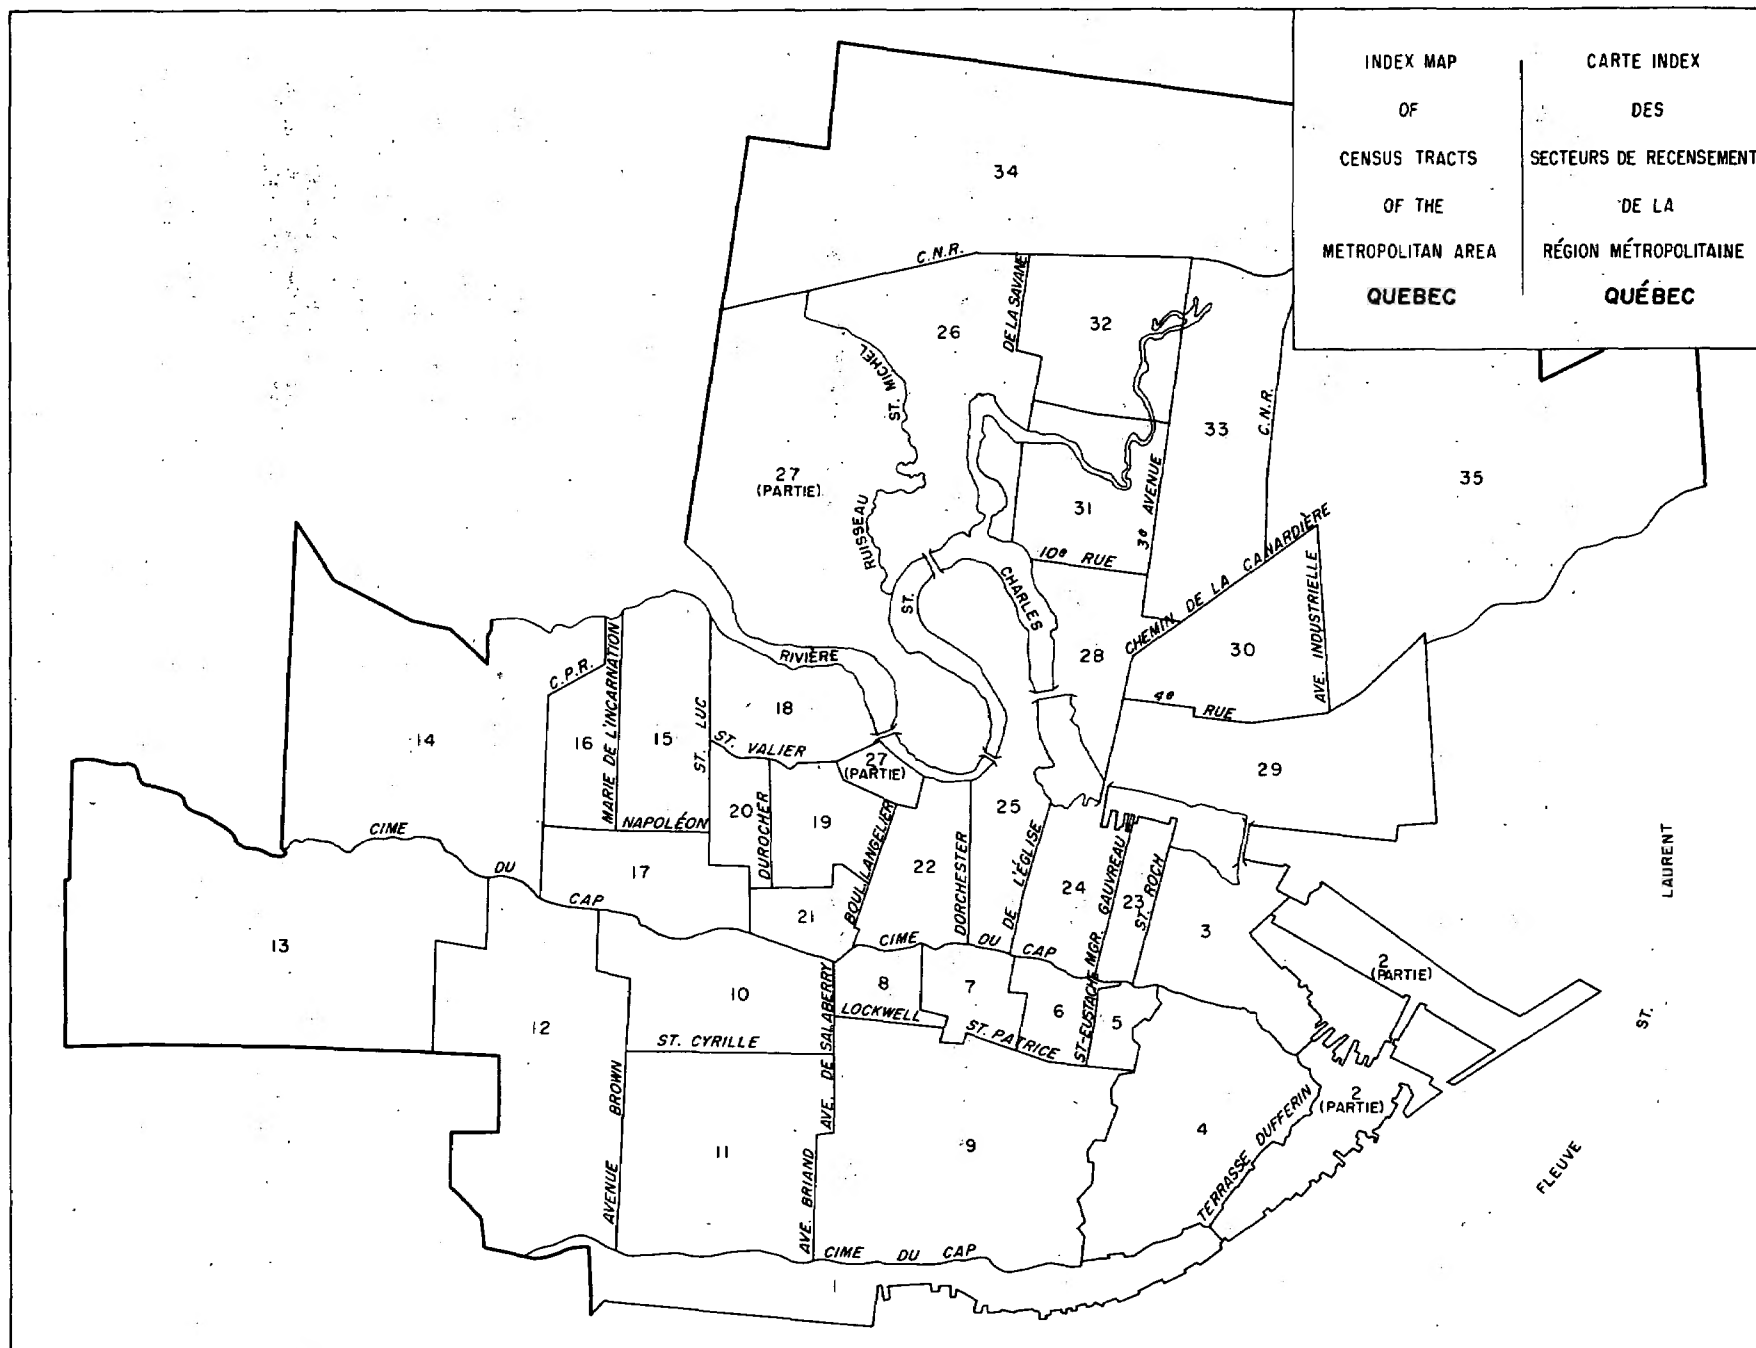 INDEX MAP
OF
CENSUS TRACTS
OF THE
METROPOLITAN AREA
QUEBEC
CARTE INDEX
DES
SECTEURS DE RECENSEMENT
DE LA
RÉGION MÉTROPOLITAINE
QUÉBEC
34
C.N.R.
DE LA SAVANE
32
26
RUISSEAU ST. MICHEL
33
C.N.R.
35
27
(PARTIE)
31
3e AVENUE
10e RUE
CHEMIN DE LA CANARDIÈRE
AVE. INDUSTRIELLE
30
28
4e RUE
29
RIVIÈRE ST. CHARLES
C.P.R.
MARIE DE L'INCARNATION
14
16
15
ST. LUC
18
ST. VALIER
27
(PARTIE)
NAPOLÉON
20
DUROCHER
19
BOUL. LANGELIER
22
DORCHESTER
25
DE L'ÉGLISE
24
MGR. GAUVREAU
23
ST. ROCH
3
CIME DU CAP
17
21
CIME DU CAP
13
12
10
8
7
6
5
LOCKWELL
ST. PATRICE
ST-EUSTACHE
ST. CYRILLE
AVE. DE SALABERRY
AVENUE BROWN
11
AVE. BRIAND
9
4
TERRASSE DUFFERIN
2
(PARTIE)
2
(PARTIE)
CIME DU CAP
1
FLEUVE ST. LAURENT